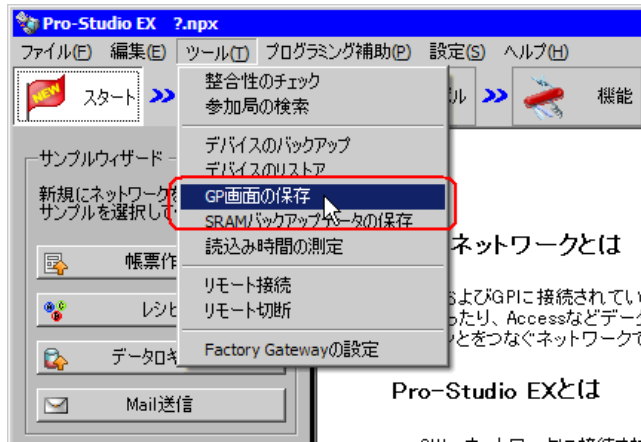 Pro-Studio EX ?.npx
ファイル(F) 編集(E) ツール(T) プログラミング補助(P) 設定(S) ヘルプ(H)
NEW スタート 機能
整合性のチェック
参加局の検索
デバイスのバックアップ
デバイスのリストア
GP画面の保存
SRAMバックアップデータの保存
読込み時間の測定
リモート接続
リモート切断
Factory Gatewayの設定
サンプルウィザード
新規にネットワークを
サンプルを選択して
帳票作
レシピ
データロギ
Mail送信
ネットワークとは
およびGPに接続されてい
ったり、Accessなどデータ
とをつなぐネットワークで
Pro-Studio EXとは